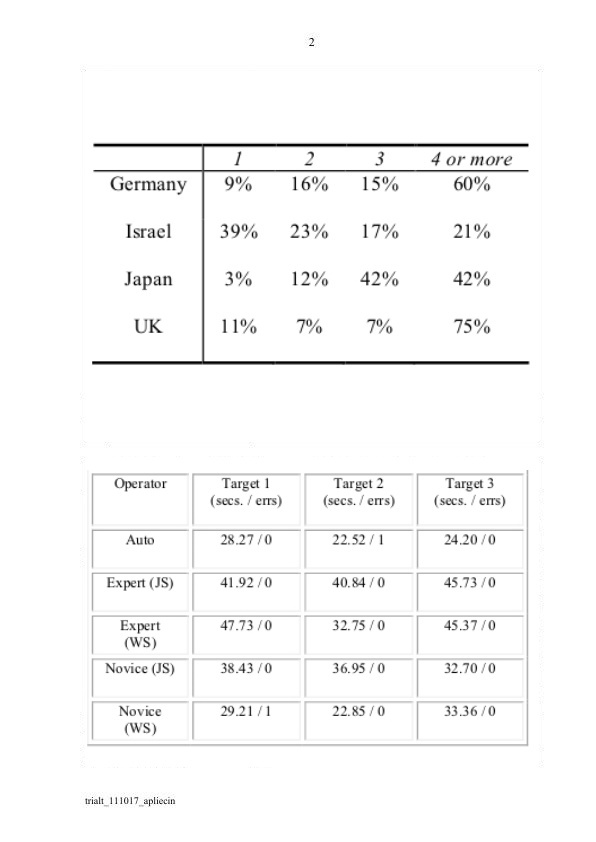 2
1 2 3 4 or more
Germany 9% 16% 15% 60%
Israel 39% 23% 17% 21%
Japan 3% 12% 42% 42%
UK 11% 7% 7% 75%
Operator Target 1 Target 2 Target 3
(secs. / errs) (secs. / errs) (secs. / errs)
Auto 28.27 / 0 22.52 / 1 24.20 / 0
Expert (JS) 41.92 / 0 40.84 / 0 45.73 / 0
Expert 47.73 / 0 32.75 / 0 45.37 / 0
(WS)
Novice (JS) 38.43 / 0 36.95 / 0 32.70 / 0
Novice 29.21 / 1 22.85 / 0 33.36 / 0
(WS)
trialt_111017_apliecin